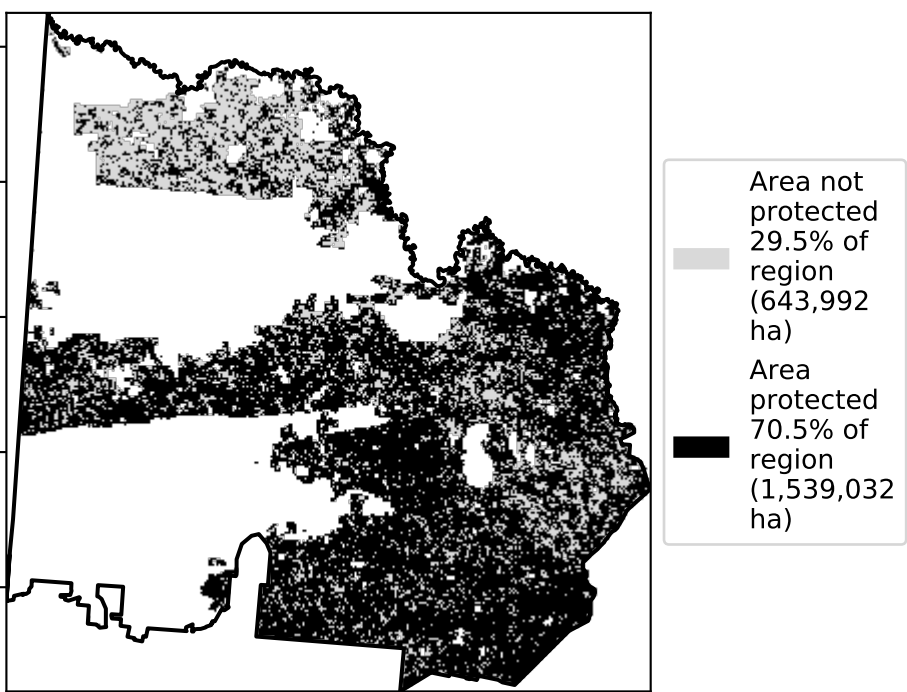 Area not
protected
29.5% of
region
(643,992
ha)
Area
protected
70.5% of
region
(1,539,032
ha)